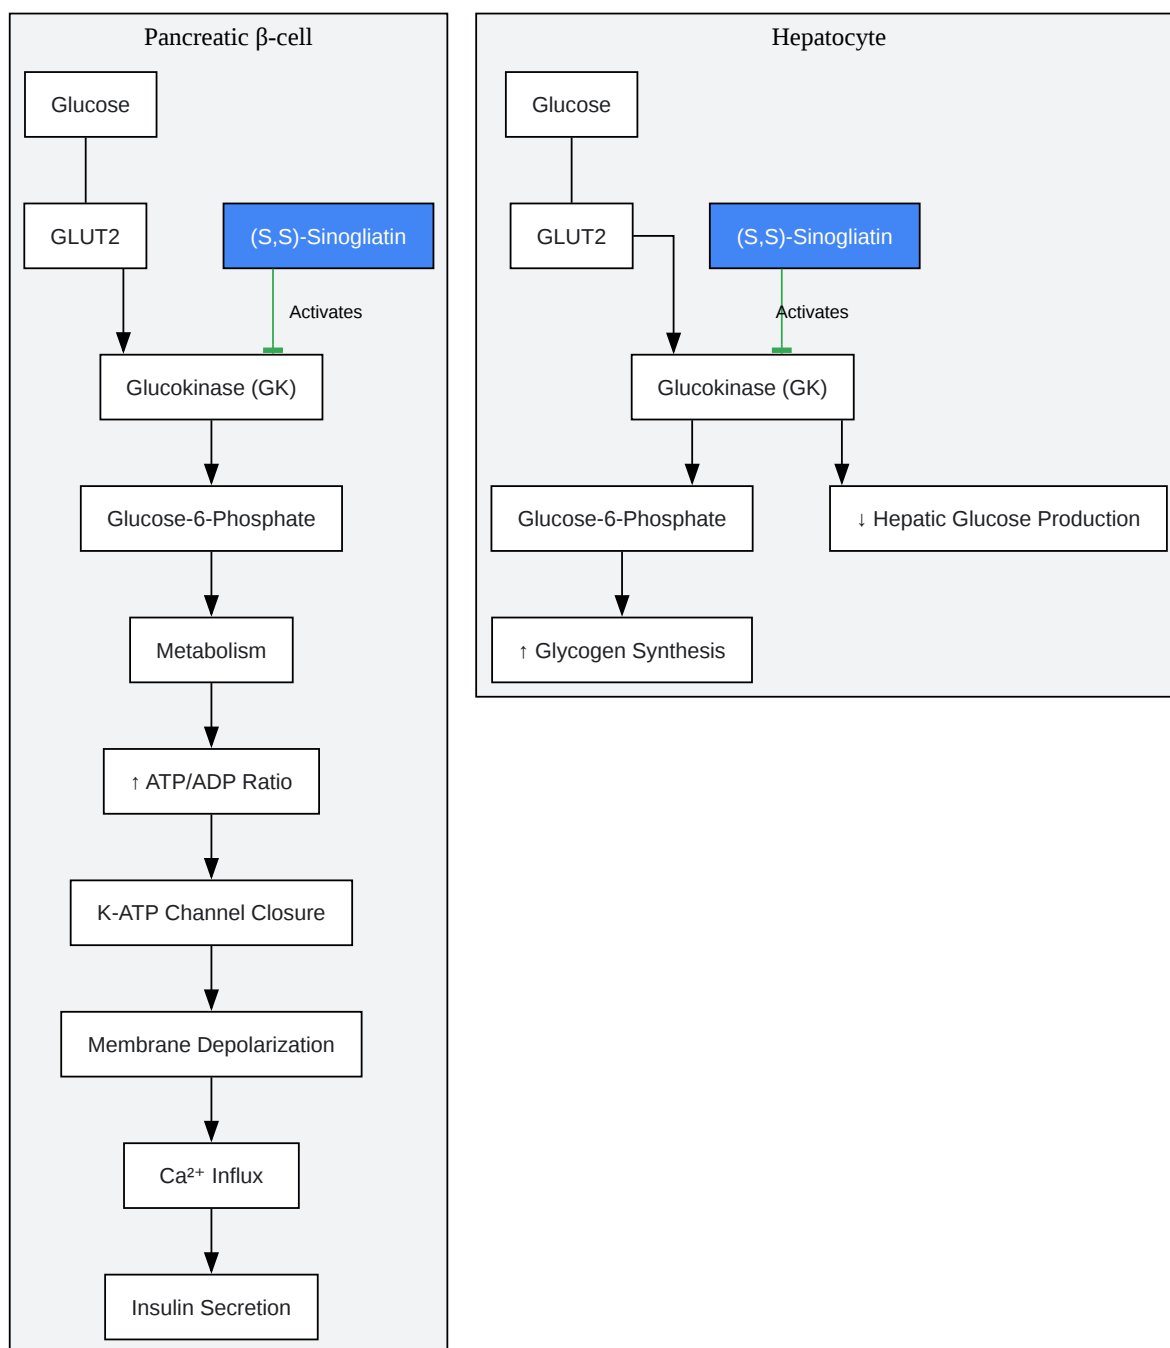 Pancreatic β-cell
Glucose
GLUT2
(S,S)-Sinogliatin
Activates
Glucokinase (GK)
Glucose-6-Phosphate
Metabolism
↑ ATP/ADP Ratio
K-ATP Channel Closure
Membrane Depolarization
Ca²⁺ Influx
Insulin Secretion
Hepatocyte
Glucose
GLUT2
(S,S)-Sinogliatin
Activates
Glucokinase (GK)
Glucose-6-Phosphate
↓ Hepatic Glucose Production
↑ Glycogen Synthesis